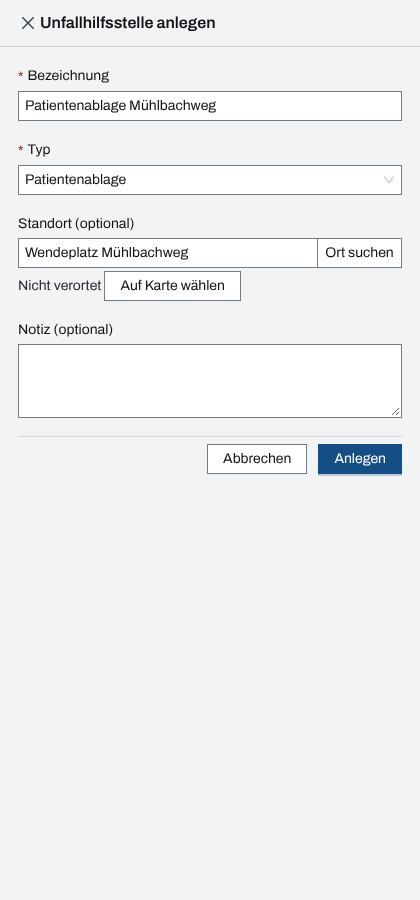 Unfallhilfsstelle anlegen
* Bezeichnung
Patientenablage Mühlbachweg
* Typ
Patientenablage
Standort (optional)
Wendeplatz Mühlbachweg Ort suchen
Nicht verortet Auf Karte wählen
Notiz (optional)
Abbrechen Anlegen